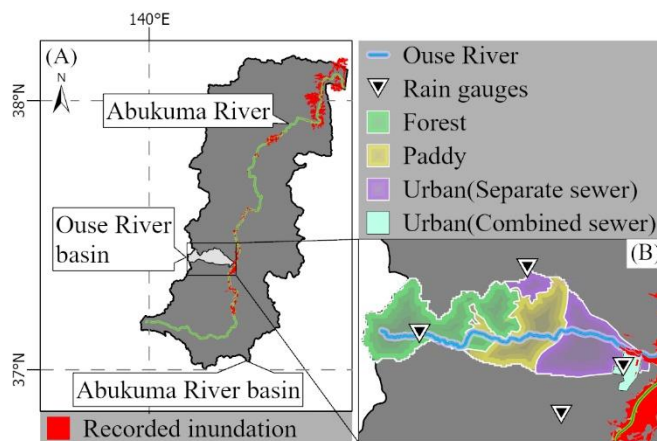 140°E
(A)
N
38°N
Abukuma River
Ouse River
basin
37°N
Abukuma River basin
Recorded inundation
Ouse River
Rain gauges
Forest
Paddy
Urban(Separate sewer)
Urban(Combined sewer)
(B)